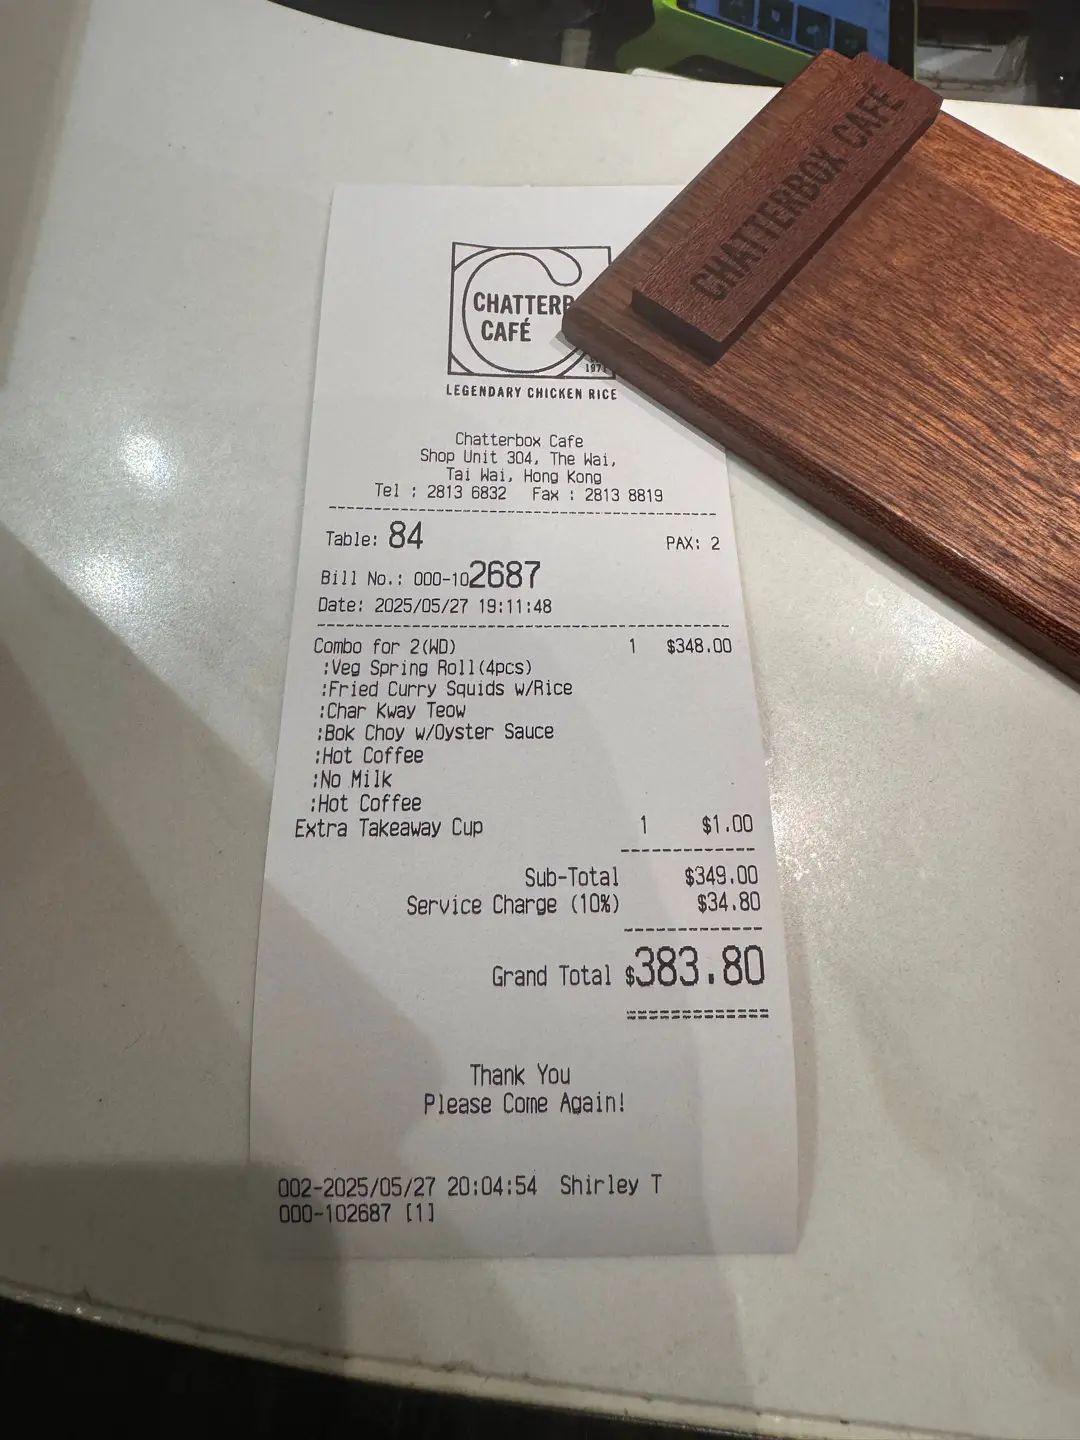 CHATTERBOX CAFÉ
CHATTERB
CAFÉ
1971
LEGENDARY CHICKEN RICE
Chatterbox Cafe
Shop Unit 304, The Wai,
Tai Wai, Hong Kong
Tel : 2813 6832 Fax : 2813 8819
Table: 84 PAX: 2
Bill No.: 000-102687
Date: 2025/05/27 19:11:48
Combo for 2(WD) 1 $348.00
:Veg Spring Roll(4pcs)
:Fried Curry Squids w/Rice
:Char Kway Teow
:Bok Choy w/Oyster Sauce
:Hot Coffee
:No Milk
:Hot Coffee
Extra Takeaway Cup 1 $1.00
Sub-Total $349.00
Service Charge (10%) $34.80
Grand Total $383.80
Thank You
Please Come Again!
002-2025/05/27 20:04:54 Shirley T
000-102687 [1]